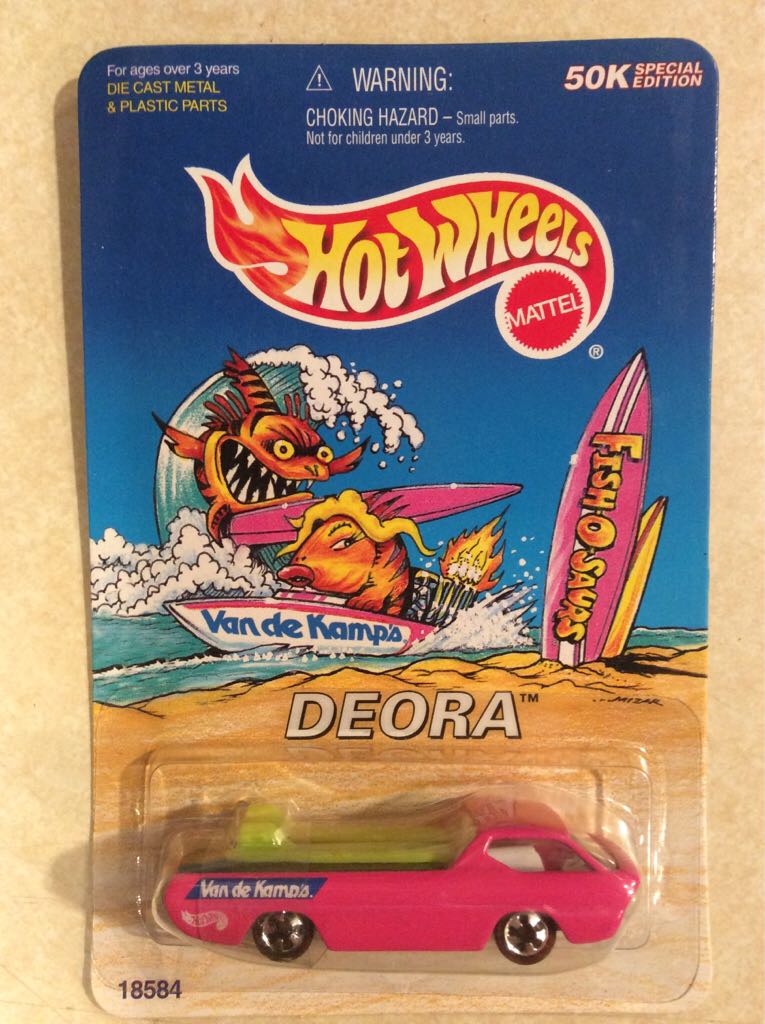 For ages over 3 years
DIE CAST METAL
& PLASTIC PARTS
⚠ WARNING:
CHOKING HAZARD – Small parts.
Not for children under 3 years.
50K SPECIAL EDITION
HOT WHEELS
MATTEL
®
FISH-O-SAURS
Van de Kamp's
...MIZAR
DEORA™
Van de Kamp's
Hot Wheels
18584